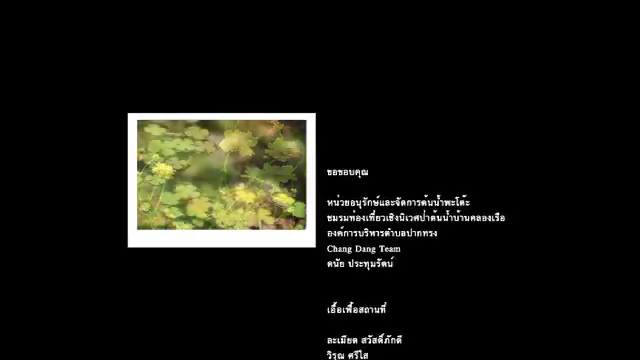 ขอขอบคุณ
หน่วยอนุรักษ์และจัดการต้นน้ำพะโต๊ะ
ชมรมท่องเที่ยวเชิงนิเวศป่าต้นน้ำบ้านคลองเรือ
องค์การบริหารตำบลปากทรง
Chang Dang Team
ดนัย ประทุมรัตน์
เอื้อเฟื้อสถานที่
ละเมียด สวัสดิ์ภักดี
วิรุณ ศรีใส